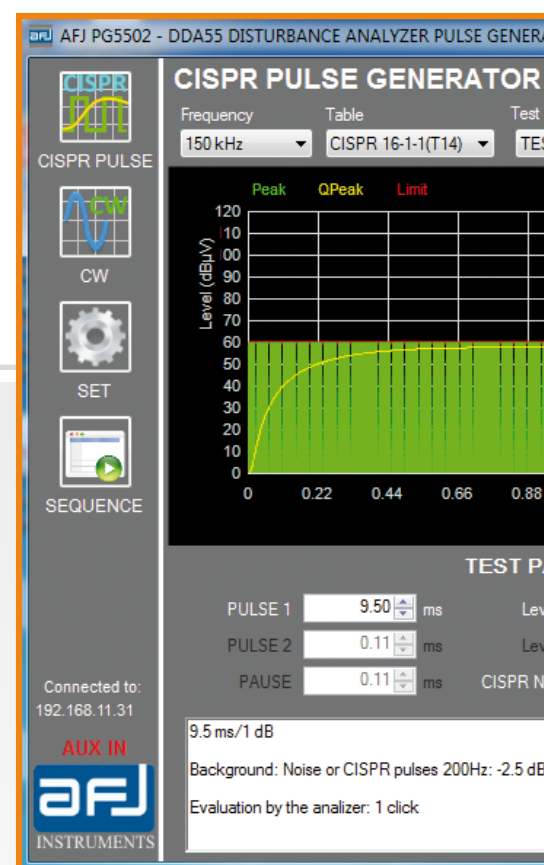 AFJ PG5502 - DDA55 DISTURBANCE ANALYZER PULSE GENERA
CISPR
CISPR PULSE
CW
CW
SET
SEQUENCE
Connected to:
192.168.11.31
AUX IN
afj
INSTRUMENTS
CISPR PULSE GENERATOR
Frequency
Table
Test
150 kHz
CISPR 16-1-1(T14)
TES
Peak QPeak Limit
Level (dBµV)
120
110
100
90
80
70
60
50
40
30
20
10
0
0 0.22 0.44 0.66 0.88
TEST PA
PULSE 1 9.50 ms Lev
PULSE 2 0.11 ms Lev
PAUSE 0.11 ms CISPR N
9.5 ms/1 dB
Background: Noise or CISPR pulses 200Hz: -2.5 dB
Evaluation by the analizer: 1 click